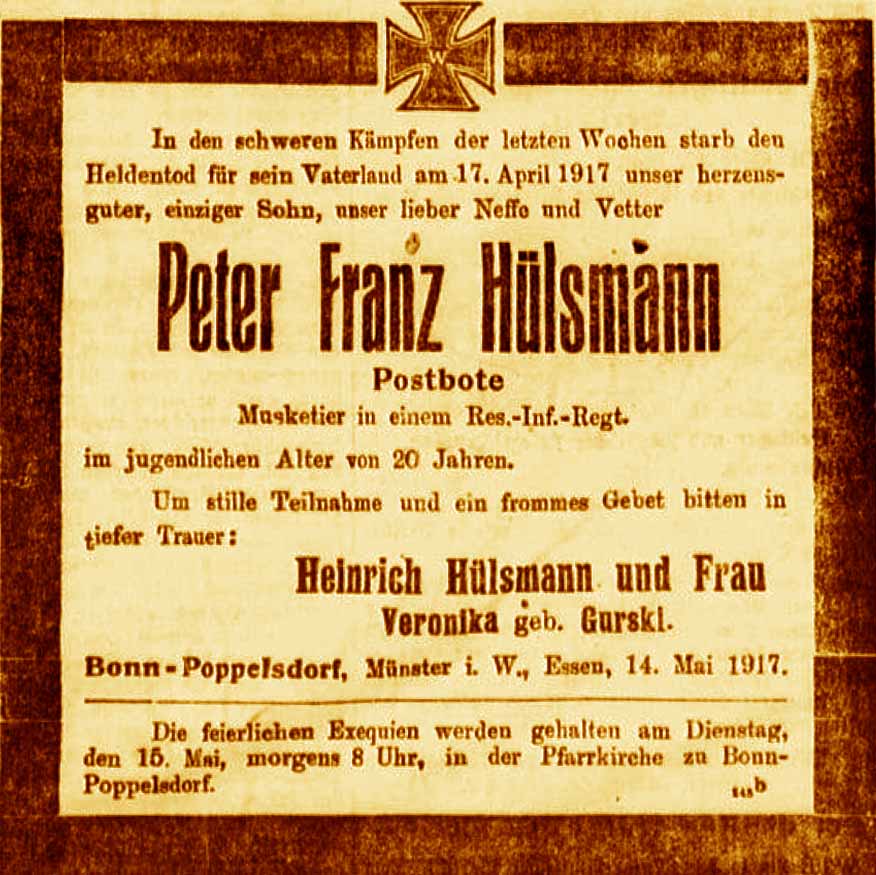 W
In den schweren Kämpfen der letzten Wochen starb den
Heldentod für sein Vaterland am 17. April 1917 unser herzens-
guter, einziger Sohn, unser lieber Neffe und Vetter
Peter Franz Hülsmann
Postbote
Musketier in einem Res.-Inf.-Regt.
im jugendlichen Alter von 20 Jahren.
Um stille Teilnahme und ein frommes Gebet bitten in
tiefer Trauer:
Heinrich Hülsmann und Frau
Veronika geb. Gurski.
Bonn-Poppelsdorf, Münster i. W., Essen, 14. Mai 1917.
Die feierlichen Exequien werden gehalten am Dienstag,
den 15. Mai, morgens 8 Uhr, in der Pfarrkirche zu Bonn-
Poppelsdorf.